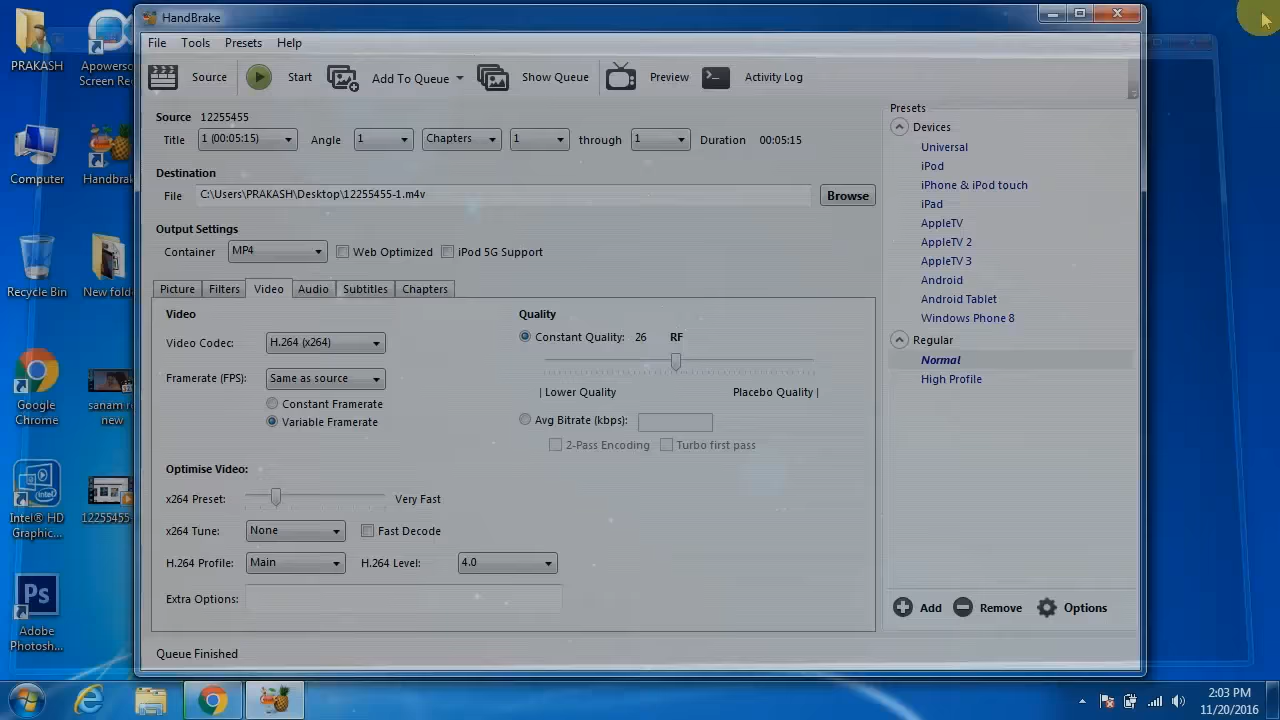 PRAKASH
Apowers
Screen Rec
Computer
Handbrak
Recycle Bin
New folde
Google
Chrome
sanam r
new
Intel® HD
Graphic...
12255455-
Adobe
Photosh...
Ps
HandBrake
File Tools Presets Help
Source Start Add To Queue Show Queue Preview Activity Log
Source 12255455
Title 1 (00:05:15) Angle 1 Chapters 1 through 1 Duration 00:05:15
Destination
File C:\Users\PRAKASH\Desktop\12255455-1.m4v Browse
Output Settings
Container MP4 Web Optimized iPod 5G Support
Picture Filters Video Audio Subtitles Chapters
Video
Video Codec: H.264 (x264)
Framerate (FPS): Same as source
Constant Framerate
Variable Framerate
Quality
Constant Quality: 26 RF
| Lower Quality Placebo Quality |
Avg Bitrate (kbps):
2-Pass Encoding Turbo first pass
Optimise Video:
x264 Preset: Very Fast
x264 Tune: None Fast Decode
H.264 Profile: Main H.264 Level: 4.0
Extra Options:
Queue Finished
Presets
Devices
Universal
iPod
iPhone & iPod touch
iPad
AppleTV
AppleTV 2
AppleTV 3
Android
Android Tablet
Windows Phone 8
Regular
Normal
High Profile
Add Remove Options
2:03 PM
11/20/2016